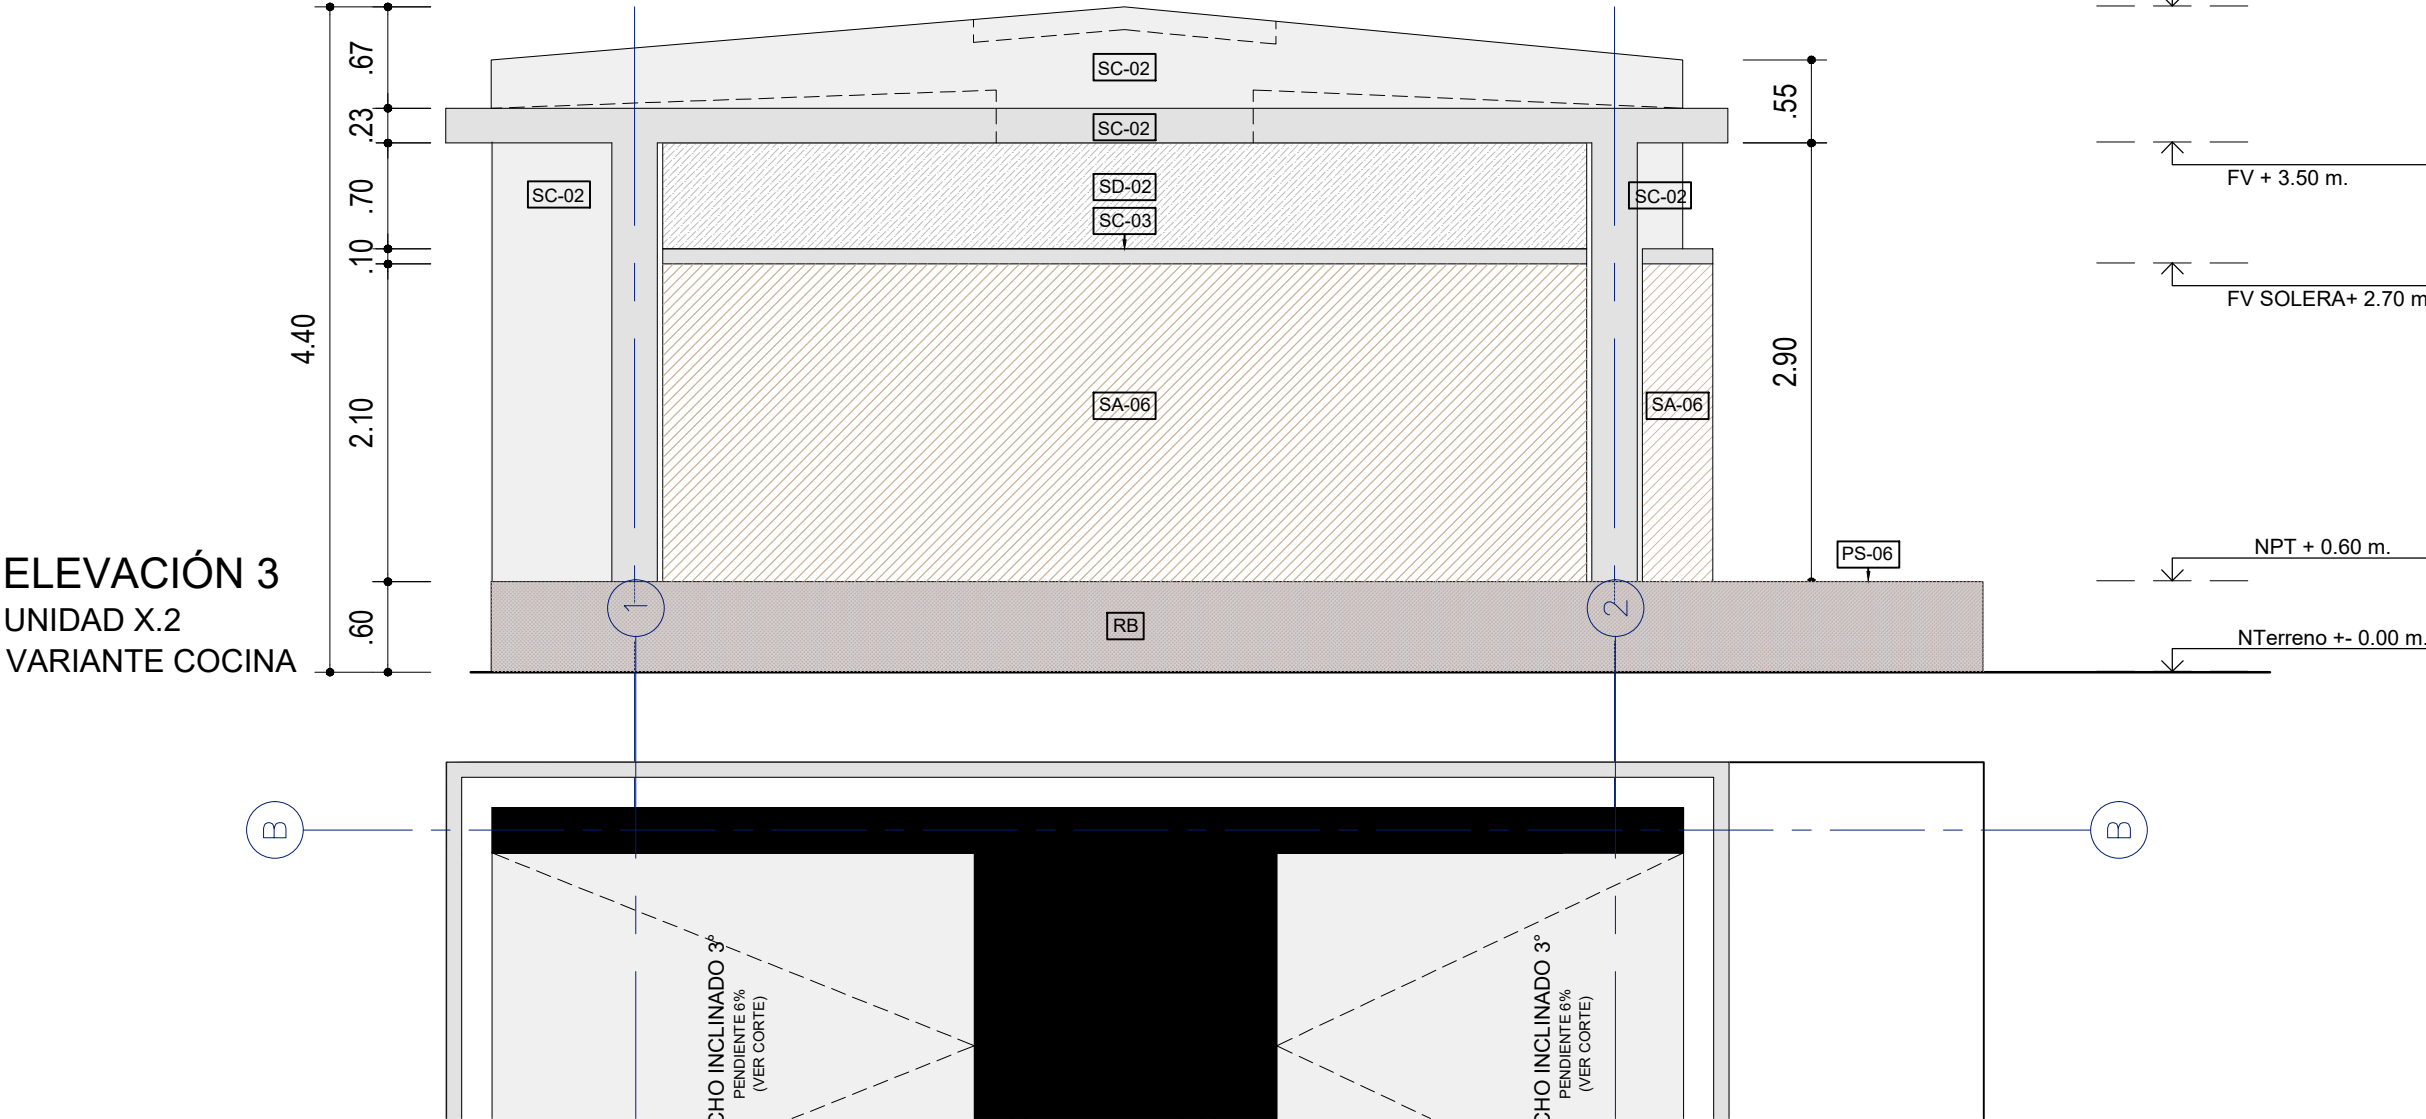 .67
.23
.70
.10
4.40
2.10
.60
SC-02
SC-02
SC-02
SD-02
SC-03
SC-02
SA-06
SA-06
.55
2.90
FV + 3.50 m.
FV SOLERA+ 2.70 m
NPT + 0.60 m.
NTerreno +- 0.00 m.
PS-06
ELEVACIÓN 3
UNIDAD X.2
VARIANTE COCINA
1
2
RB
B
B
CHO INCLINADO 3°
PENDIENTE 6%
(VER CORTE)
CHO INCLINADO 3°
PENDIENTE 6%
(VER CORTE)